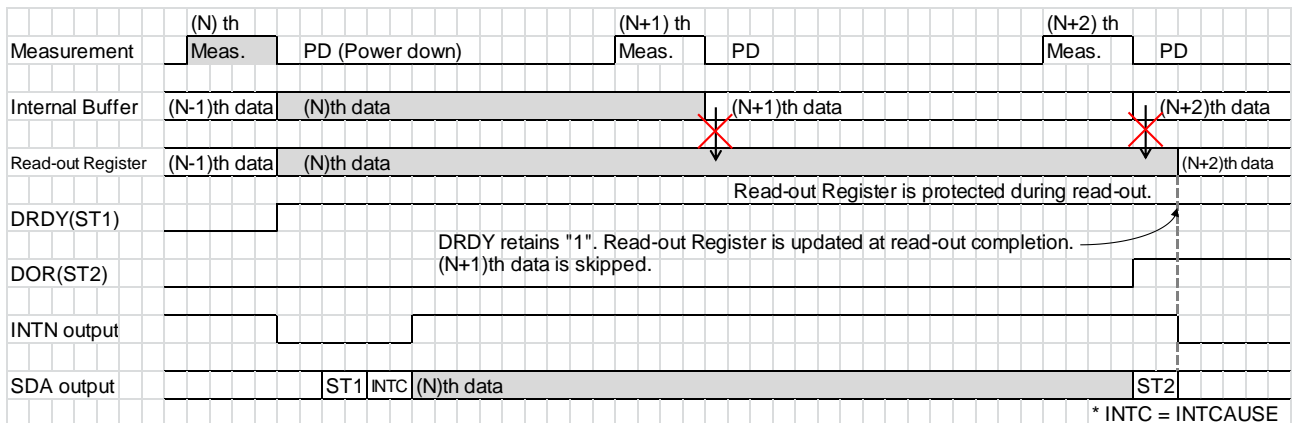 (N) th (N+1) th (N+2) th
Measurement Meas. PD (Power down) Meas. PD Meas. PD
Internal Buffer (N-1)th data (N)th data (N+1)th data (N+2)th data
Read-out Register (N-1)th data (N)th data (N+2)th data
Read-out Register is protected during read-out.
DRDY(ST1)
DRDY retains "1". Read-out Register is updated at read-out completion.
(N+1)th data is skipped.
DOR(ST2)
INTN output
SDA output ST1 INTC (N)th data ST2
* INTC = INTCAUSE